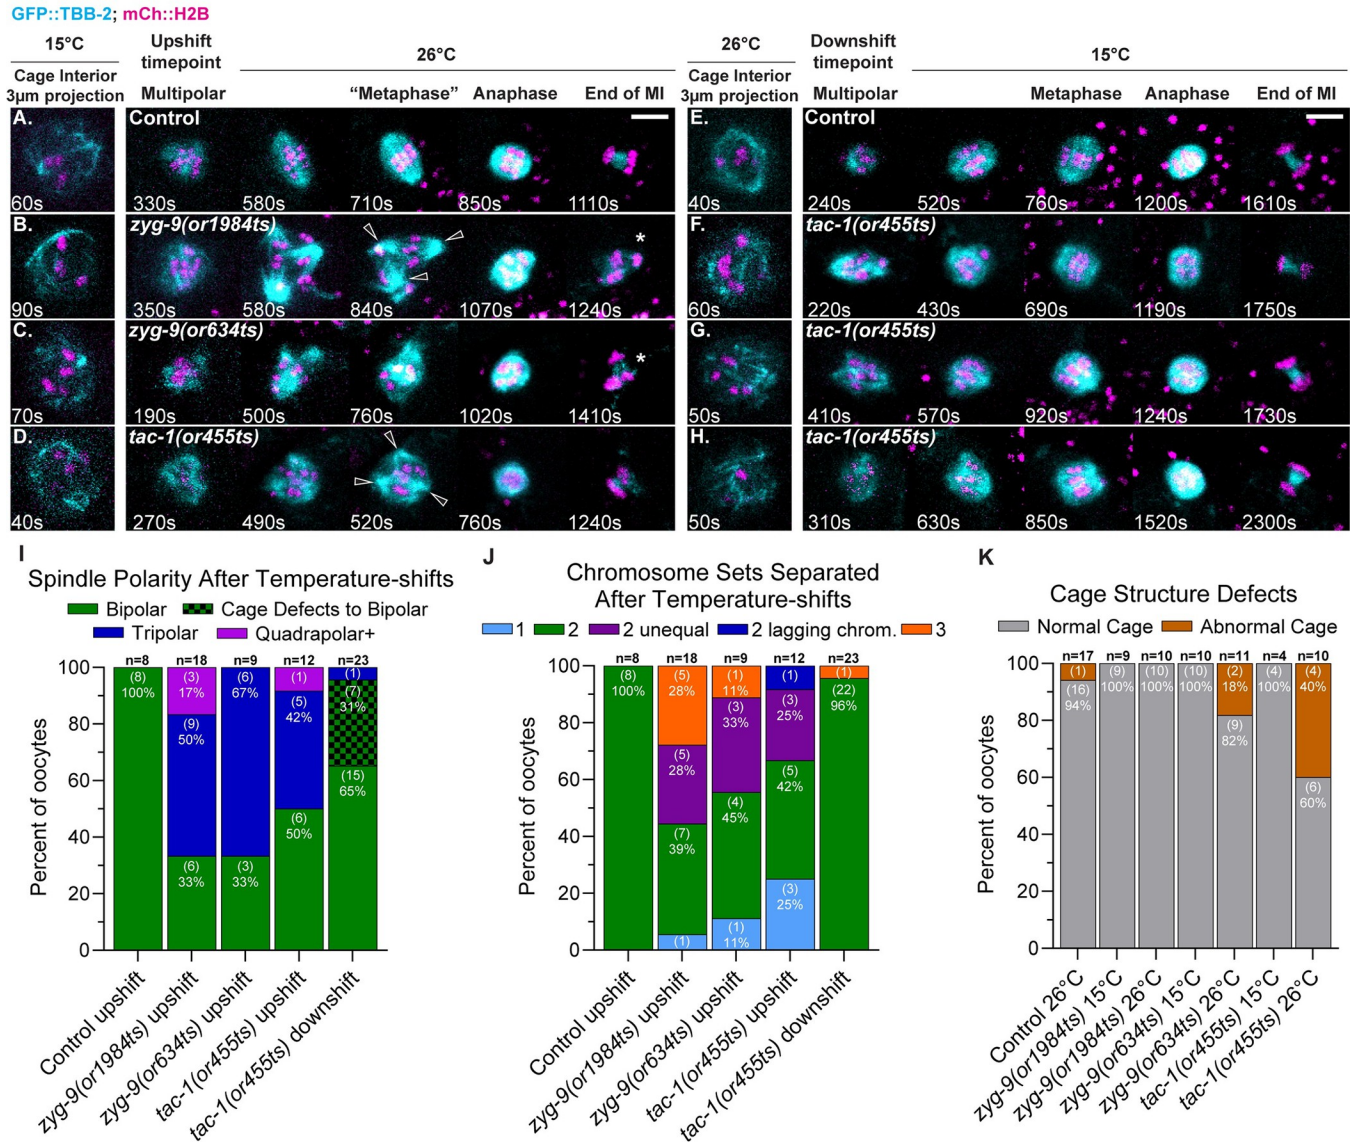 GFP::TBB-2; mCh::H2B
15°C
Upshift timepoint
26°C
Cage Interior 3µm projection
Multipolar
“Metaphase”
Anaphase
End of MI
26°C
Downshift timepoint
15°C
Cage Interior 3µm projection
Multipolar
Metaphase
Anaphase
End of MI
A.
Control
60s
330s
580s
710s
850s
1110s
E.
Control
40s
240s
520s
760s
1200s
1610s
B.
zyg-9(or1984ts)
*
90s
350s
580s
840s
1070s
1240s
F.
tac-1(or455ts)
60s
220s
430s
690s
1190s
1750s
C.
zyg-9(or634ts)
*
70s
190s
500s
760s
1020s
1410s
G.
tac-1(or455ts)
50s
410s
570s
920s
1240s
1730s
D.
tac-1(or455ts)
40s
270s
490s
520s
760s
1240s
H.
tac-1(or455ts)
50s
310s
630s
850s
1520s
2300s
I
Spindle Polarity After Temperature-shifts
Bipolar
Cage Defects to Bipolar
Tripolar
Quadrapolar+
n=8 n=18 n=9 n=12 n=23
Percent of oocytes
100
80
60
40
20
0
(8)
100%
(3)
17%
(9)
50%
(6)
33%
(6)
67%
(3)
33%
(1)
(5)
42%
(6)
50%
(1)
(7)
31%
(15)
65%
Control upshift
zyg-9(or1984ts) upshift
zyg-9(or634ts) upshift
tac-1(or455ts) upshift
tac-1(or455ts) downshift
J
Chromosome Sets Separated
After Temperature-shifts
1
2
2 unequal
2 lagging chrom.
3
n=8 n=18 n=9 n=12 n=23
Percent of oocytes
100
80
60
40
20
0
(8)
100%
(5)
28%
(5)
28%
(7)
39%
(1)
(1)
11%
(3)
33%
(4)
45%
(1)
11%
(1)
(3)
25%
(5)
42%
(3)
25%
(1)
(22)
96%
Control upshift
zyg-9(or1984ts) upshift
zyg-9(or634ts) upshift
tac-1(or455ts) upshift
tac-1(or455ts) downshift
K
Cage Structure Defects
Normal Cage
Abnormal Cage
n=17 n=9 n=10 n=10 n=11 n=4 n=10
Percent of oocytes
100
80
60
40
20
0
(1)
(16)
94%
(9)
100%
(10)
100%
(10)
100%
(2)
18%
(9)
82%
(4)
100%
(4)
40%
(6)
60%
Control 26°C
zyg-9(or1984ts) 15°C
zyg-9(or1984ts) 26°C
zyg-9(or634ts) 15°C
zyg-9(or634ts) 26°C
tac-1(or455ts) 15°C
tac-1(or455ts) 26°C